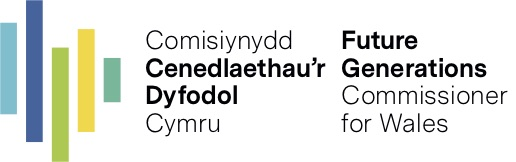 Comisiynydd
Cenedlaethau’r
Dyfodol
Cymru
Future
Generations
Commissioner
for Wales